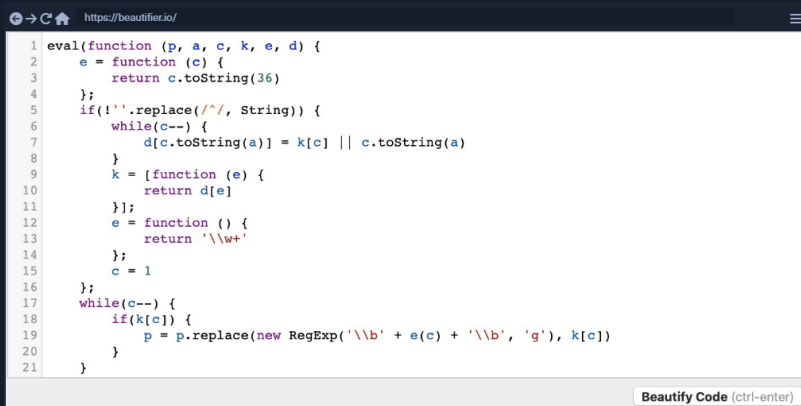 https://beautifier.io/
1 eval(function (p, a, c, k, e, d) {
2     e = function (c) {
3         return c.toString(36)
4     };
5     if(!''.replace(/^/, String)) {
6         while(c--) {
7             d[c.toString(a)] = k[c] || c.toString(a)
8         }
9         k = [function (e) {
10             return d[e]
11         }];
12         e = function () {
13             return '\\w+'
14         };
15         c = 1
16     };
17     while(c--) {
18         if(k[c]) {
19             p = p.replace(new RegExp('\\b' + e(c) + '\\b', 'g'), k[c])
20         }
21     }
Beautify Code (ctrl-enter)